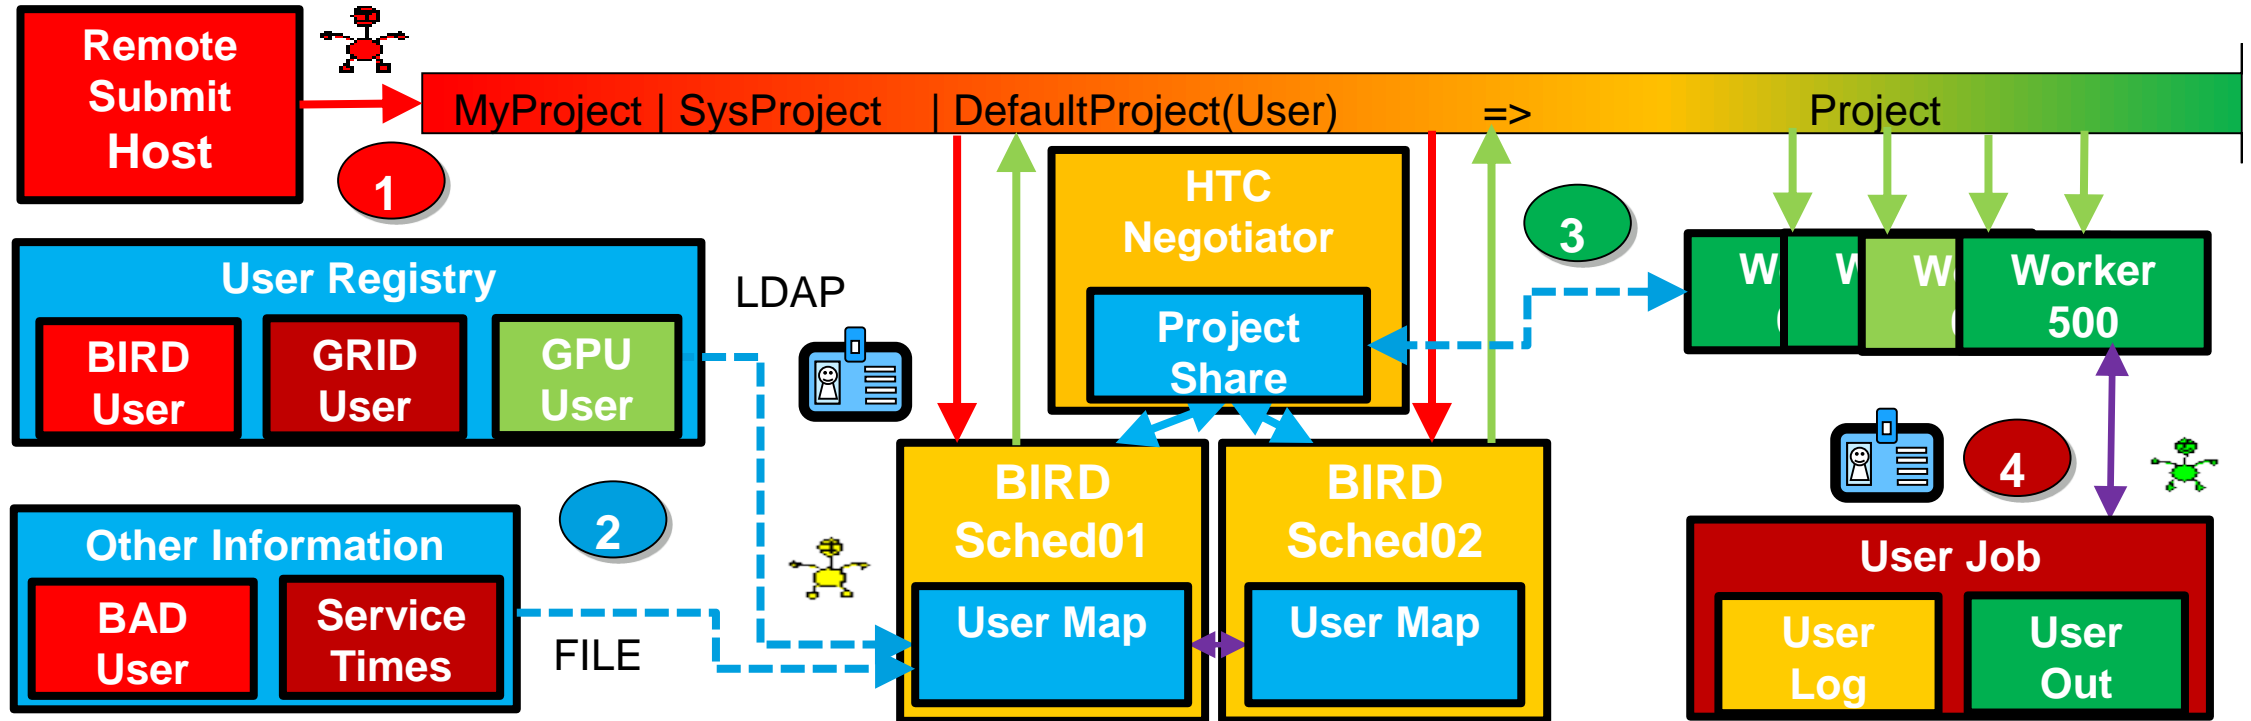 Remote
Submit
Host
1
MyProject | SysProject | DefaultProject(User) => Project
HTC
Negotiator
Project
Share
3
Worker
500
User Registry
BIRD
User
GRID
User
GPU
User
LDAP
Other Information
BAD
User
Service
Times
2
FILE
BIRD
Sched01
User Map
BIRD
Sched02
User Map
4
User Job
User
Log
User
Out